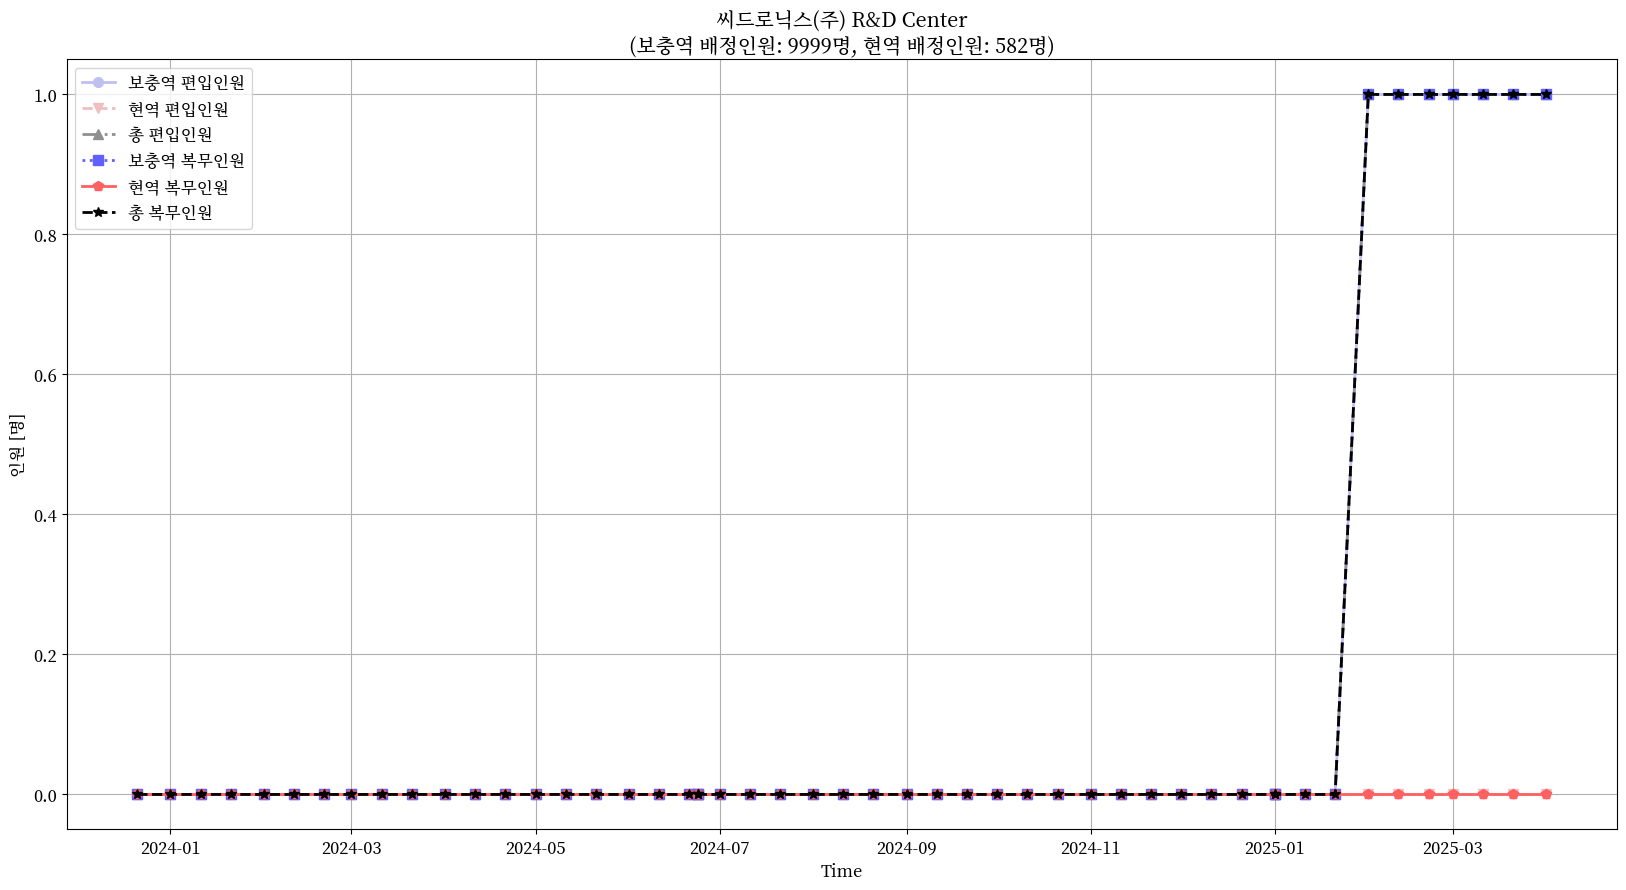 씨드로닉스(주) R&D Center
(보충역 배정인원: 9999명, 현역 배정인원: 582명)
보충역 편입인원
현역 편입인원
총 편입인원
보충역 복무인원
현역 복무인원
총 복무인원
인원 [명]
1.0
0.8
0.6
0.4
0.2
0.0
2024-01 2024-03 2024-05 2024-07 2024-09 2024-11 2025-01 2025-03
Time